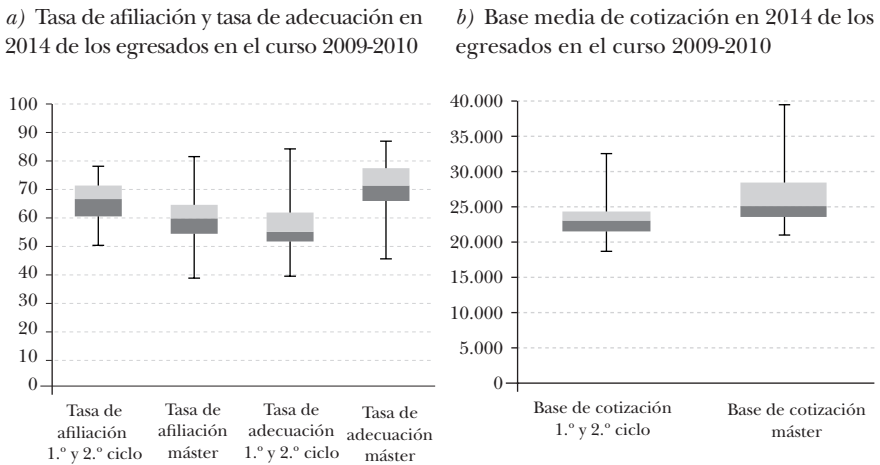 a) Tasa de afiliación y tasa de adecuación en
2014 de los egresados en el curso 2009-2010
100
90
80
70
60
50
40
30
20
10
0
Tasa de
afiliación
1.º y 2.º ciclo
Tasa de
afiliación
máster
Tasa de
adecuación
1.º y 2.º ciclo
Tasa de
adecuación
máster
b) Base media de cotización en 2014 de los
egresados en el curso 2009-2010
40.000
35.000
30.000
25.000
20.000
15.000
10.000
5.000
0
Base de cotización
1.º y 2.º ciclo
Base de cotización
máster